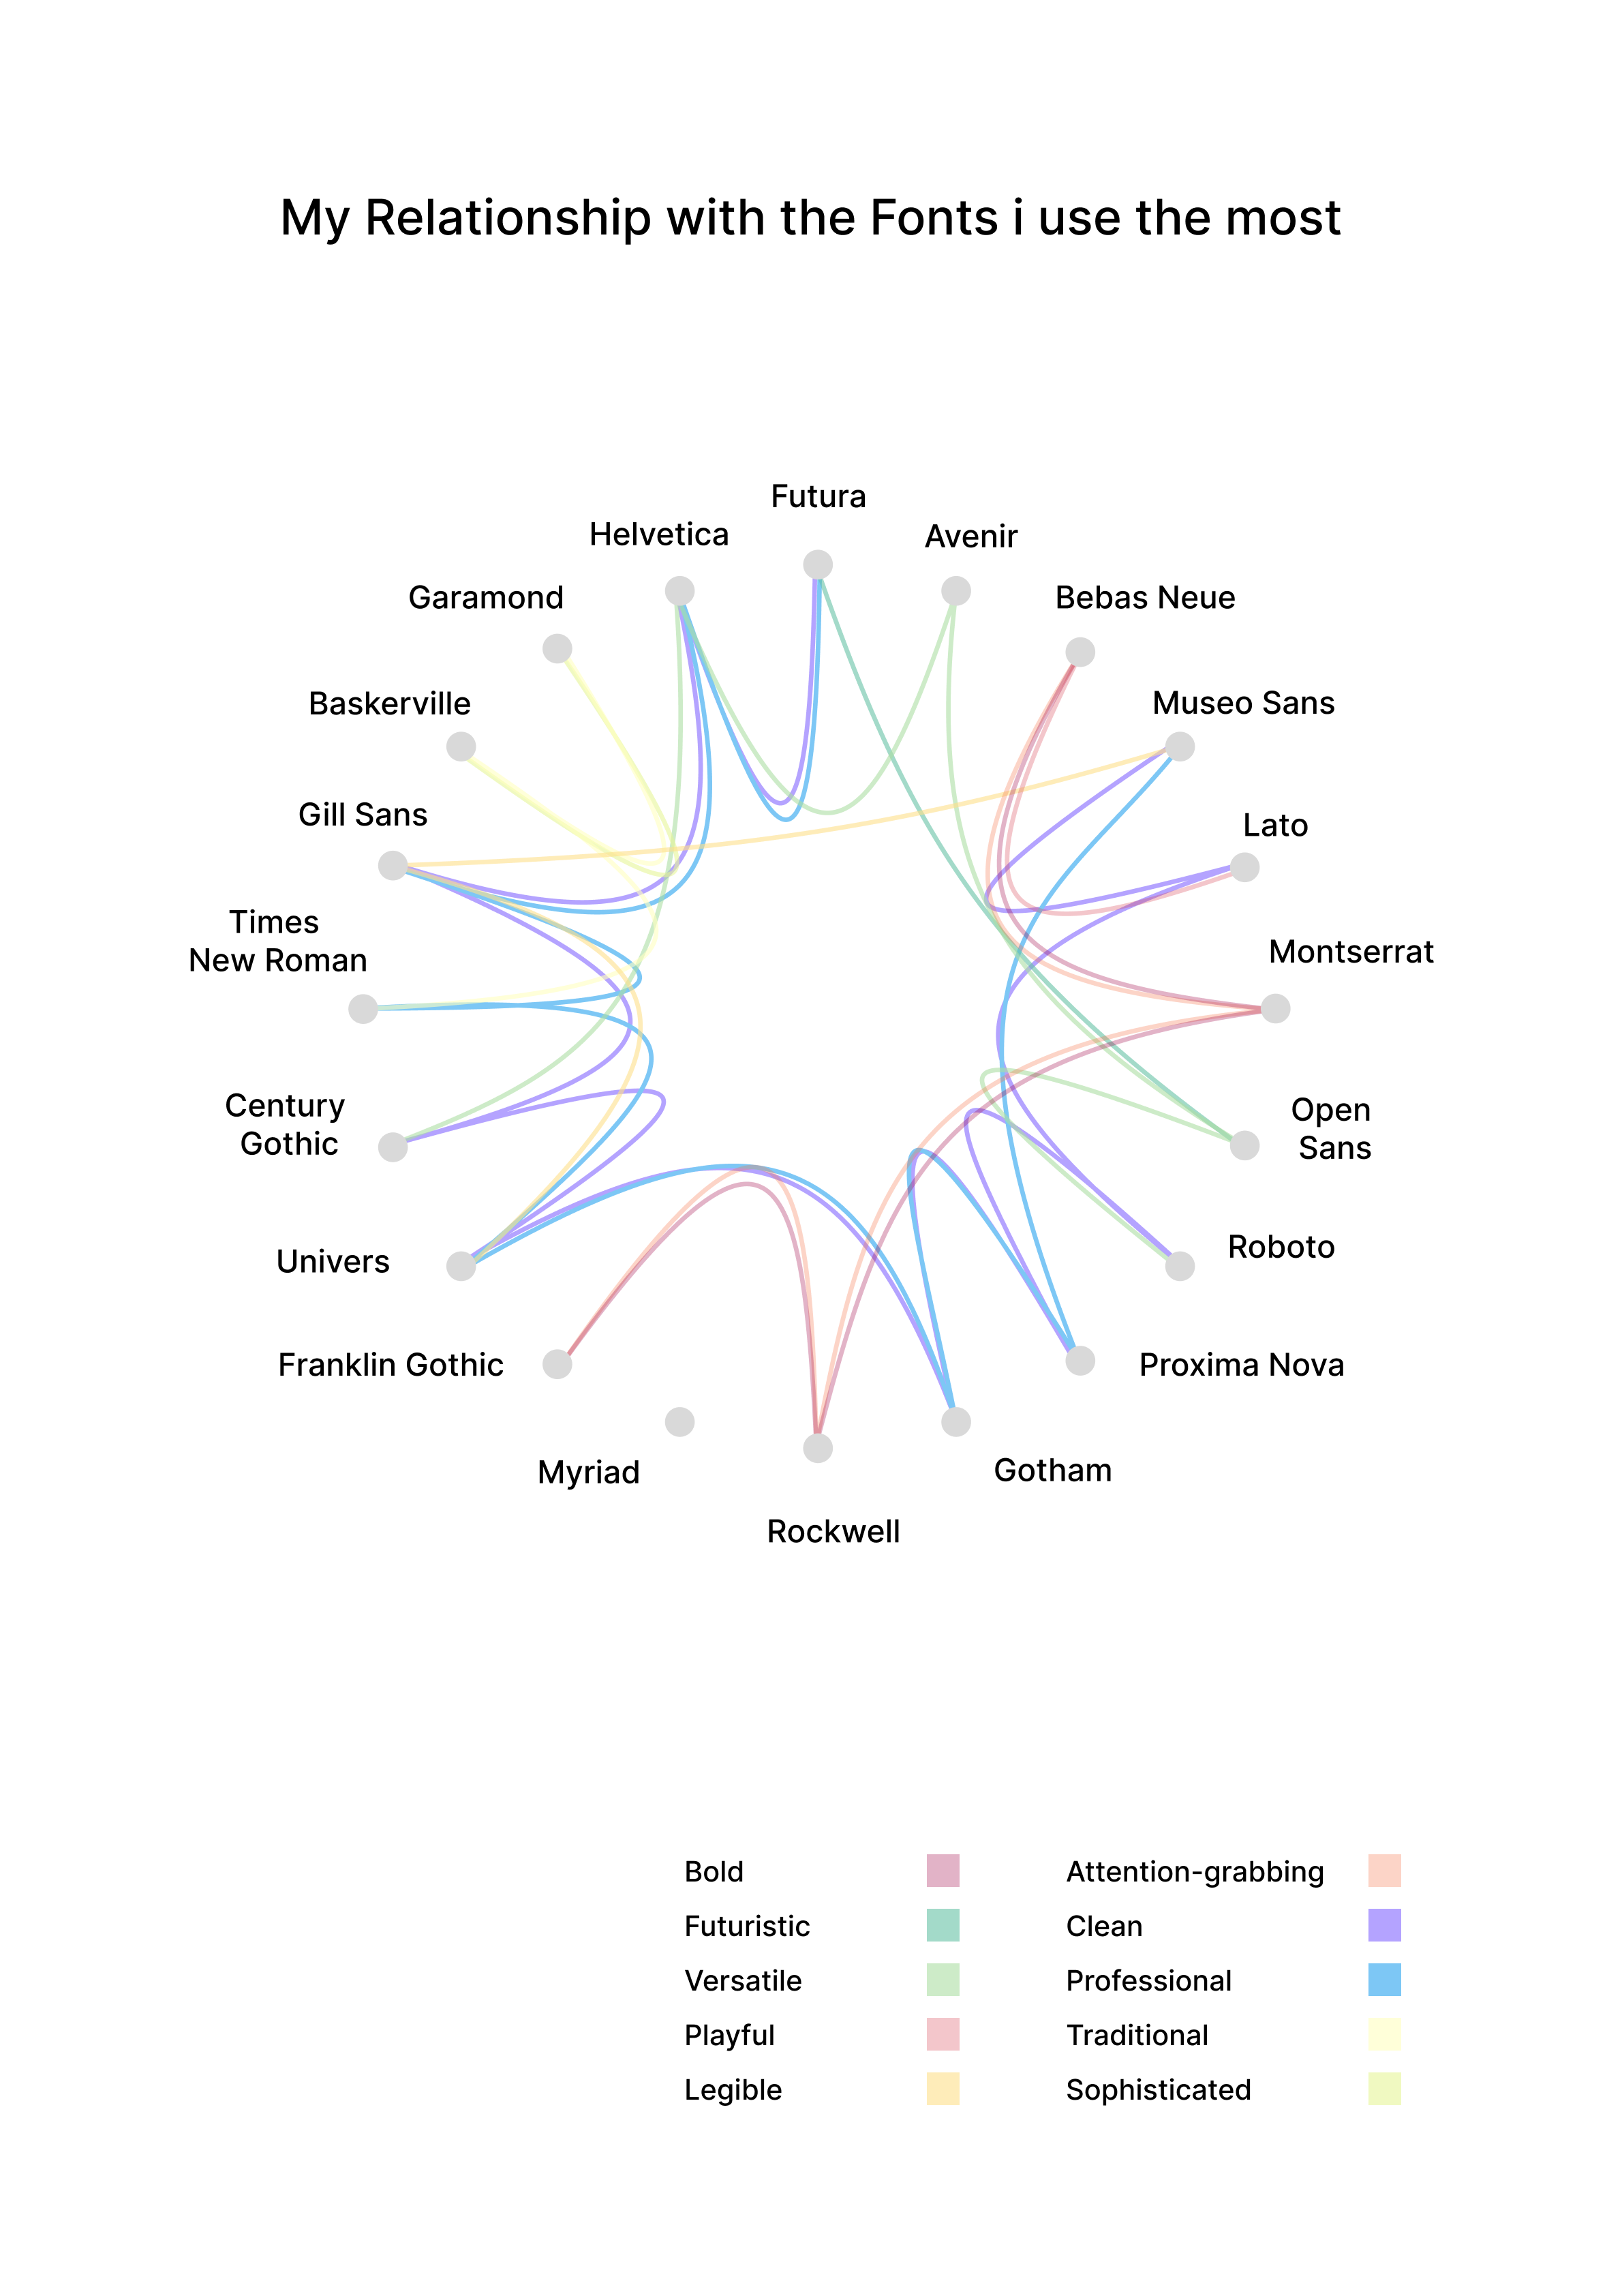 My Relationship with the Fonts i use the most
Futura
Helvetica
Avenir
Garamond
Bebas Neue
Baskerville
Museo Sans
Gill Sans
Lato
Times
New Roman
Montserrat
Century
Gothic
Open
Sans
Univers
Roboto
Franklin Gothic
Proxima Nova
Myriad
Gotham
Rockwell
Bold
Attention-grabbing
Futuristic
Clean
Versatile
Professional
Playful
Traditional
Legible
Sophisticated